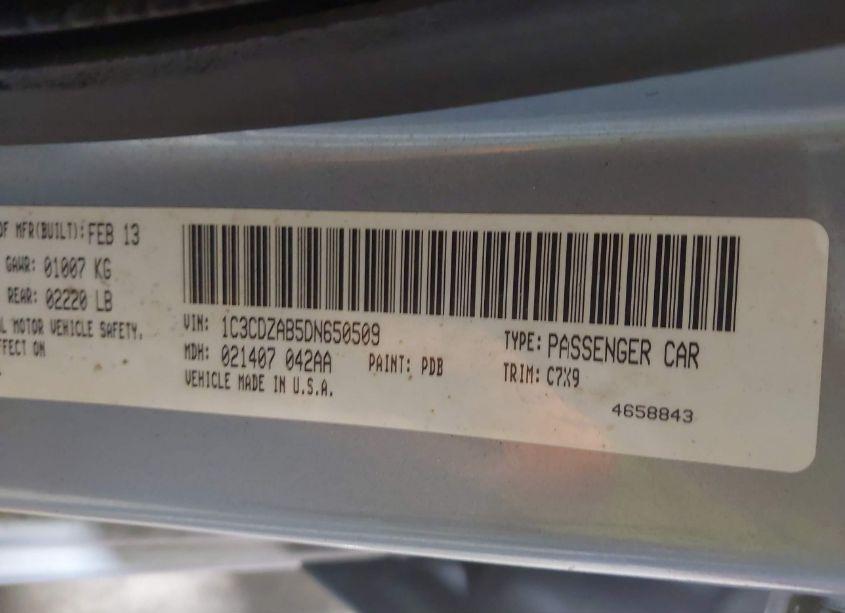 OF MFR(BUILT): FEB 13
GAWR: 01007 KG
REAR: 02220 LB
MOTOR VEHICLE SAFETY.
ON
VIN: 1C3CDZAB5DN650509
MDH: 021407 042AA PAINT: PDB
VEHICLE MADE IN U.S.A.
TYPE: PASSENGER CAR
TRIM: C7X9
4658843